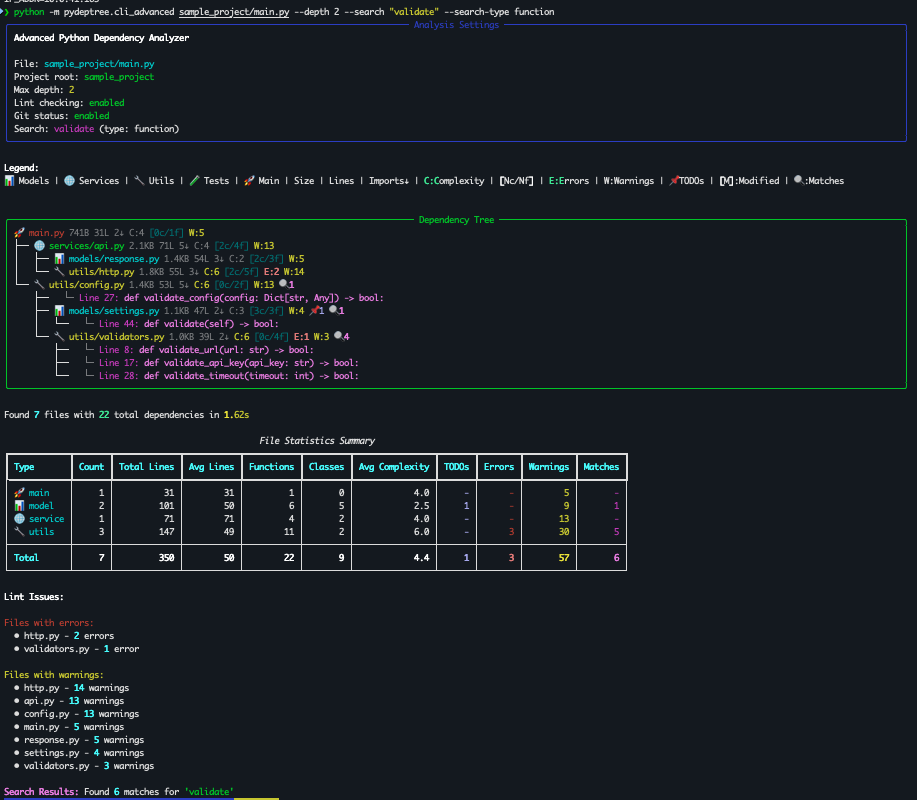 > python -m pydeptree.cli_advanced sample_project/main.py --depth 2 --search "validate" --search-type function
Analysis Settings
Advanced Python Dependency Analyzer
File: sample_project/main.py
Project root: sample_project
Max depth: 2
Lint checking: enabled
Git status: enabled
Search: validate (type: function)
Legend:
📊 Models | 🌐 Services | 🔧 Utils | 🧪 Tests | 🚀 Main | Size | Lines | Imports↓ | C:Complexity | [Nc/Nf] | E:Errors | W:Warnings | 📌TODOs | [M]:Modified | 🔍:Matches
Dependency Tree
🚀 main.py 741B 31L 2↓ C:4 [0c/1f] W:5
🌐 services/api.py 2.1KB 71L 5↓ C:4 [2c/4f] W:13
📊 models/response.py 1.4KB 54L 3↓ C:2 [2c/3f] W:5
🔧 utils/http.py 1.8KB 55L 3↓ C:6 [2c/5f] E:2 W:14
🔧 utils/config.py 1.4KB 53L 5↓ C:6 [0c/2f] W:13 🔍1
└─ Line 27: def validate_config(config: Dict[str, Any]) -> bool:
📊 models/settings.py 1.1KB 47L 2↓ C:3 [3c/3f] W:4 📌1 🔍1
└─ Line 44: def validate(self) -> bool:
🔧 utils/validators.py 1.0KB 39L 2↓ C:6 [0c/4f] E:1 W:3 🔍4
└─ Line 8: def validate_url(url: str) -> bool:
└─ Line 17: def validate_api_key(api_key: str) -> bool:
└─ Line 28: def validate_timeout(timeout: int) -> bool:
Found 7 files with 22 total dependencies in 1.62s
File Statistics Summary
Type Count Total Lines Avg Lines Functions Classes Avg Complexity TODOs Errors Warnings Matches
🚀 main 1 31 31 1 0 4.0 - - 5 -
📊 model 2 101 50 6 5 2.5 1 - 9 1
🌐 service 1 71 71 4 2 4.0 - - 13 -
🔧 utils 3 147 49 11 2 6.0 - 3 30 5
Total 7 350 50 22 9 4.4 1 3 57 6
Lint Issues:
Files with errors:
● http.py - 2 errors
● validators.py - 1 error
Files with warnings:
● http.py - 14 warnings
● api.py - 13 warnings
● config.py - 13 warnings
● main.py - 5 warnings
● response.py - 5 warnings
● settings.py - 4 warnings
● validators.py - 3 warnings
Search Results: Found 6 matches for 'validate'